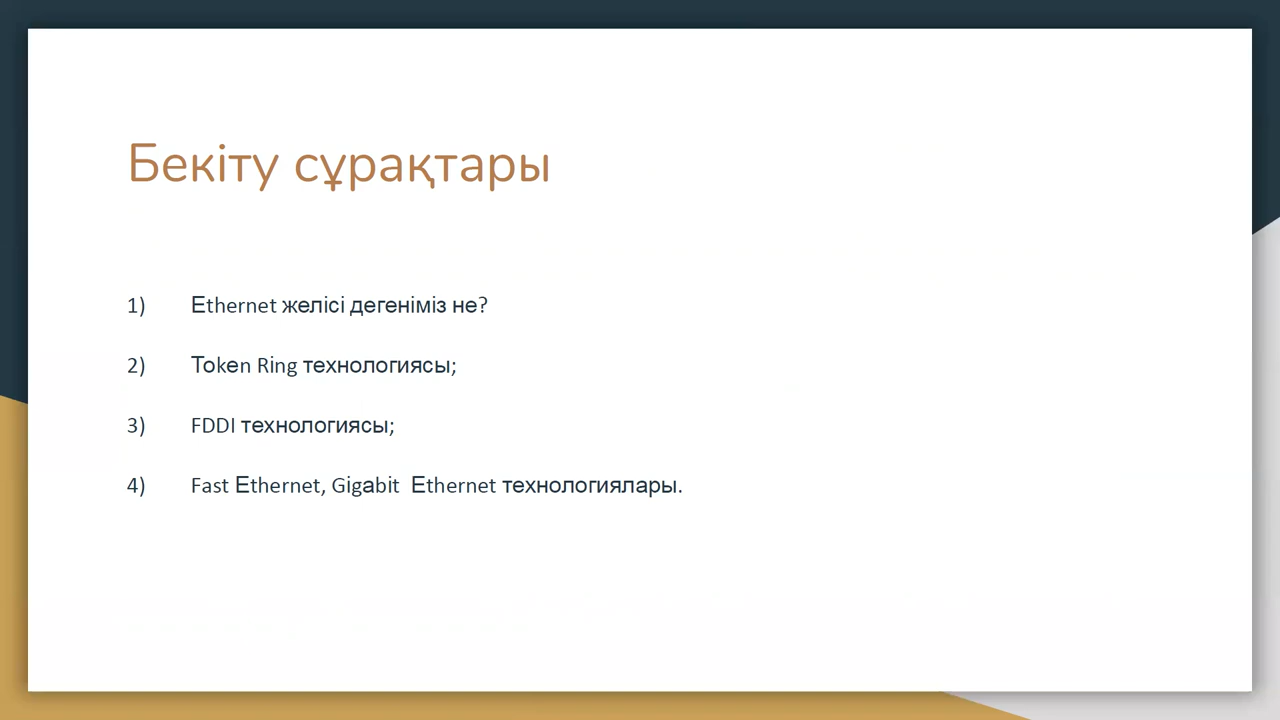 Бекіту сұрақтары
1) Ethernet желісі дегеніміз не?
2) Token Ring технологиясы;
3) FDDI технологиясы;
4) Fast Ethernet, Gigabit Ethernet технологиялары.